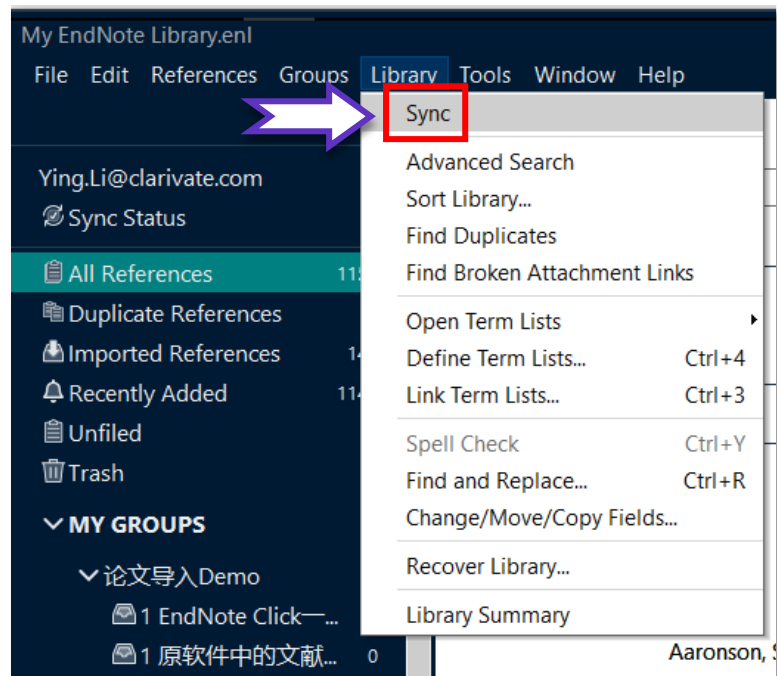 My EndNote Library.enl
File Edit References Groups Library Tools Window Help
Sync
Ying.Li@clarivate.com
Sync Status
All References 11
Duplicate References
Imported References 1
Recently Added 11
Unfiled
Trash
MY GROUPS
论文导入Demo
1 EndNote Click一...
1 原软件中的文献... 0
Advanced Search
Sort Library...
Find Duplicates
Find Broken Attachment Links
Open Term Lists
Define Term Lists... Ctrl+4
Link Term Lists... Ctrl+3
Spell Check Ctrl+Y
Find and Replace... Ctrl+R
Change/Move/Copy Fields...
Recover Library...
Library Summary
Aaronson,